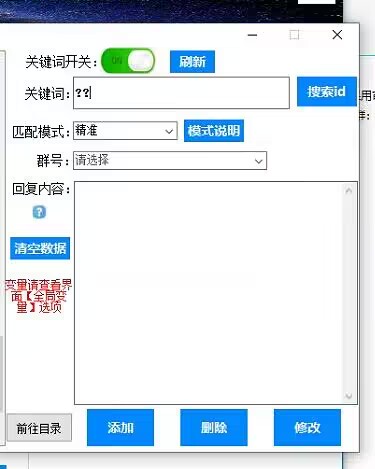 关键词开关:
ON
刷新
关键词:
??
搜索id
匹配模式:
精准
模式说明
群号:
请选择
回复内容:
?
清空数据
变量请查看界
面【全局变
量】选项
前往目录
添加
删除
修改